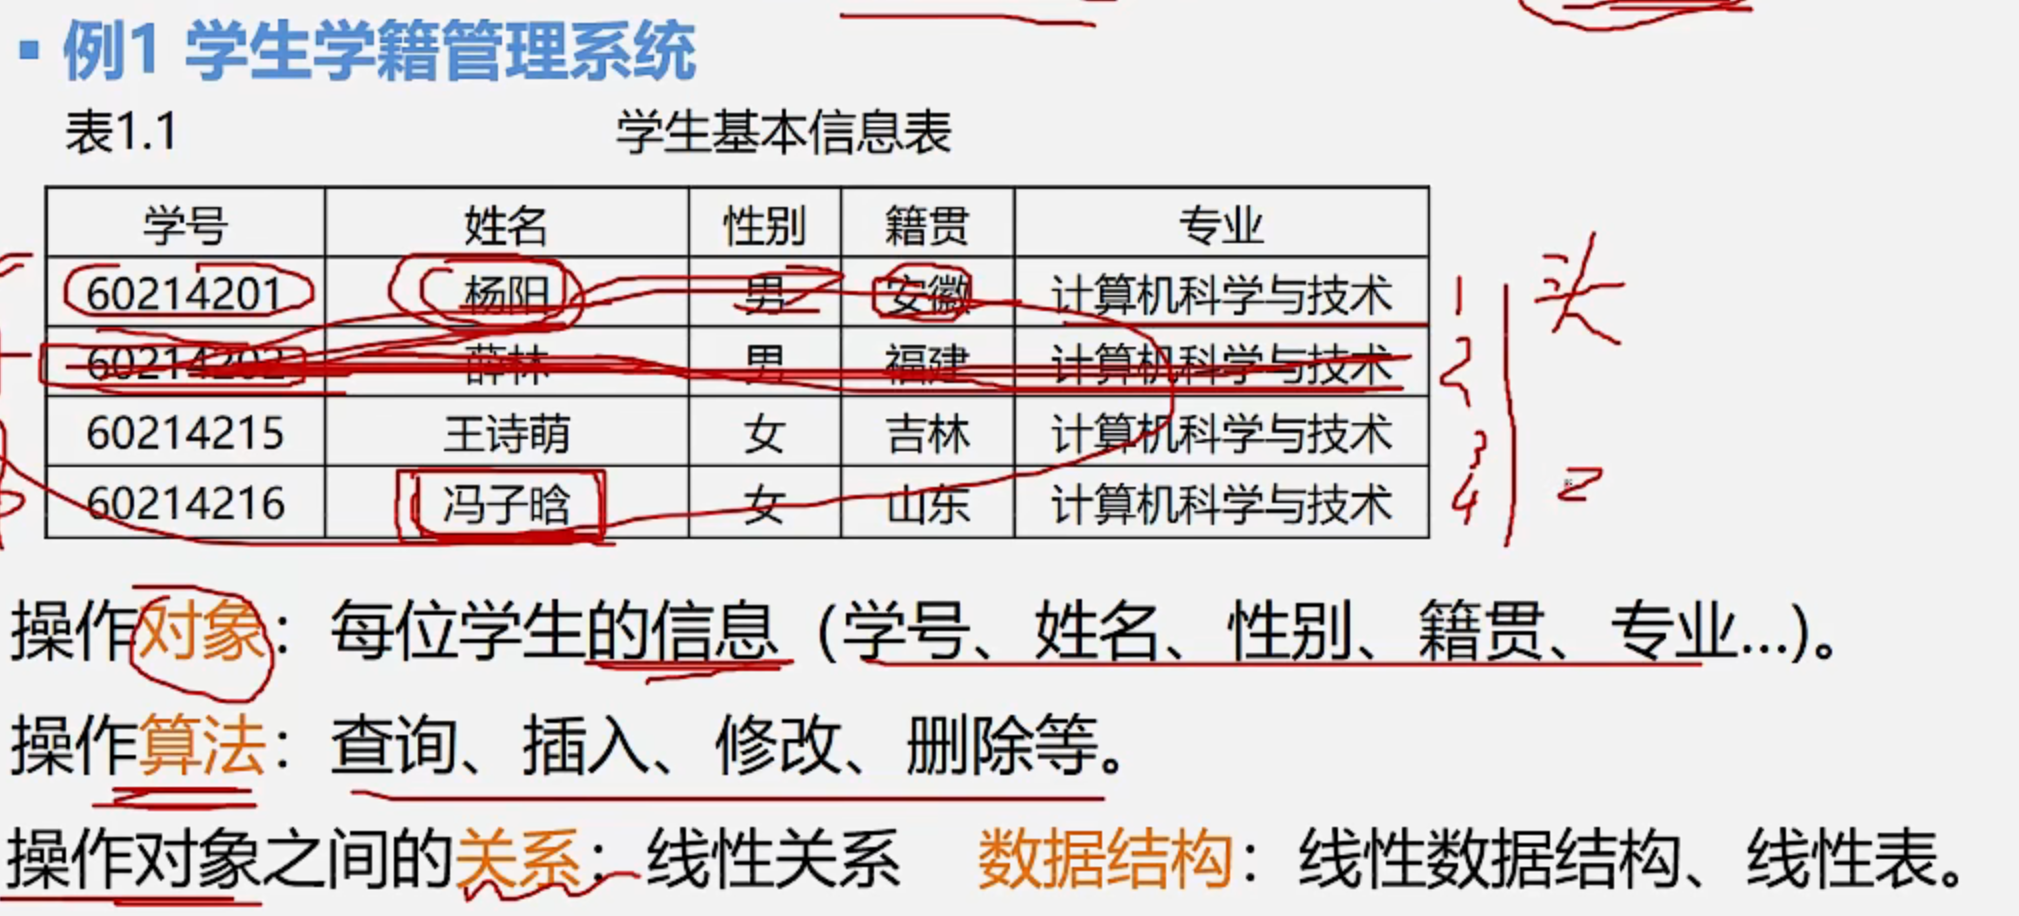 ▪ 例1 学生学籍管理系统
表1.1 学生基本信息表
学号 姓名 性别 籍贯 专业
60214201 杨阳 男 安徽 计算机科学与技术 1 头
60214202 薛林 男 福建 计算机科学与技术 2
60214215 王诗萌 女 吉林 计算机科学与技术 3
60214216 冯子晗 女 山东 计算机科学与技术 4
操作对象：每位学生的信息（学号、姓名、性别、籍贯、专业...)。
操作算法：查询、插入、修改、删除等。
操作对象之间的关系：线性关系 数据结构：线性数据结构、线性表。